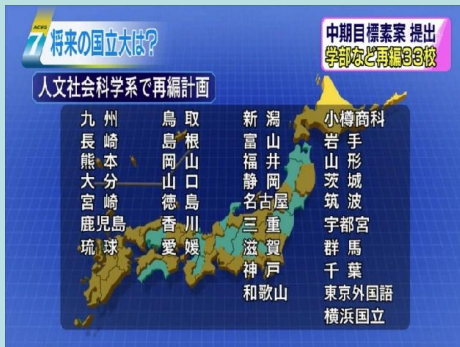 NEWS
7 将来の国立大は?
中期目標素案 提出
学部など再編33校
人文社会科学系で再編計画
九州 鳥取 新潟 小樽商科
長崎 島根 富山 岩手
熊本 岡山 福井 山形
大分 山口 静岡 茨城
宮崎 徳島 名古屋 筑波
鹿児島 香川 三重 宇都宮
琉球 愛媛 滋賀 群馬
神戸 千葉
和歌山 東京外国語
横浜国立